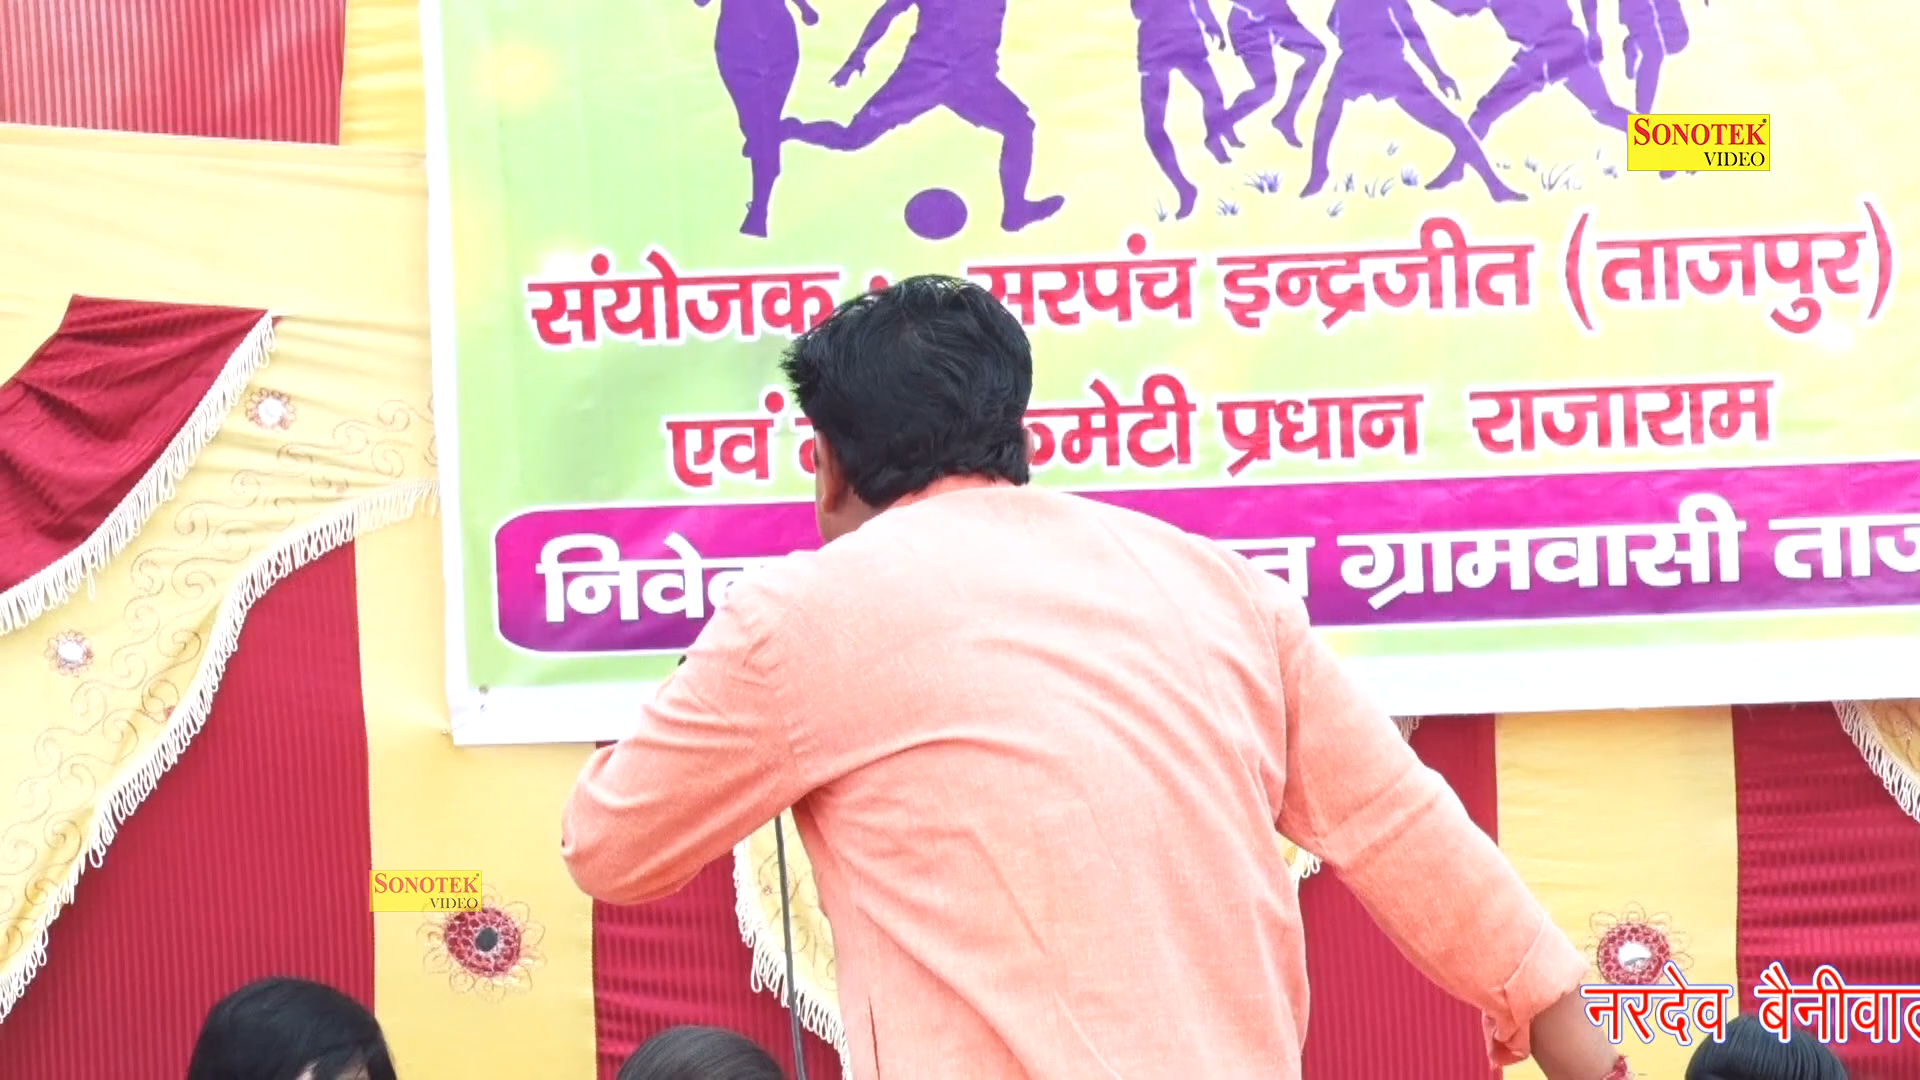 SONOTEK
VIDEO
संयोजक : सरपंच इन्द्रजीत (ताजपुर)
एवं कमेटी प्रधान राजाराम
ग्रामवासी
SONOTEK
VIDEO
नरदेव